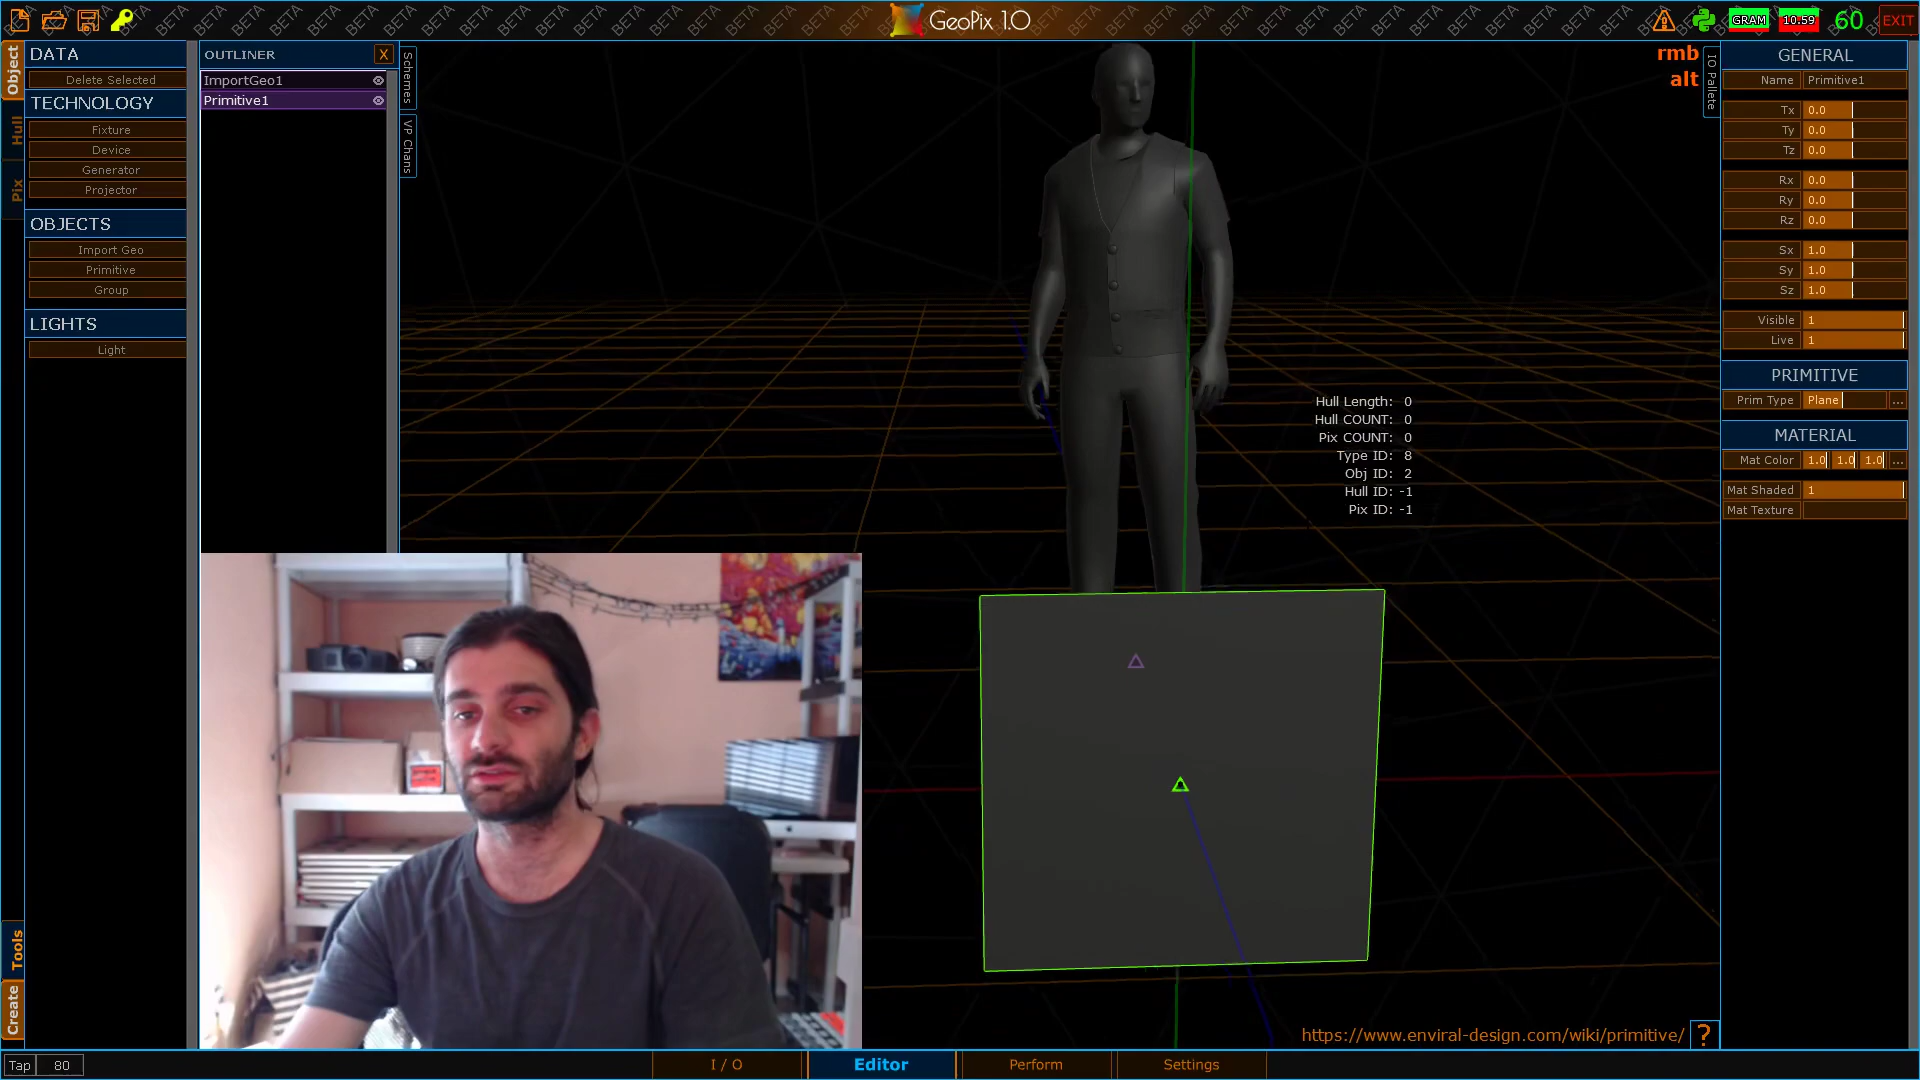 GeoPix 1.0
GRAM
10.59
60
EXIT
Object
Hull
Pix
Tools
Create
DATA
Delete Selected
TECHNOLOGY
Fixture
Device
Generator
Projector
OBJECTS
Import Geo
Primitive
Group
LIGHTS
Light
OUTLINER
X
ImportGeo1
Primitive1
Schemes
VP Chans
rmb
alt
IO Pallete
Hull Length: 0
Hull COUNT: 0
Pix COUNT: 0
Type ID: 8
Obj ID: 2
Hull ID: -1
Pix ID: -1
GENERAL
Name Primitive1
Tx 0.0
Ty 0.0
Tz 0.0
Rx 0.0
Ry 0.0
Rz 0.0
Sx 1.0
Sy 1.0
Sz 1.0
Visible 1
Live 1
PRIMITIVE
Prim Type Plane ...
MATERIAL
Mat Color 1.0 1.0 1.0 ...
Mat Shaded 1
Mat Texture
https://www.enviral-design.com/wiki/primitive/ ?
Tap 80
I / O
Editor
Perform
Settings